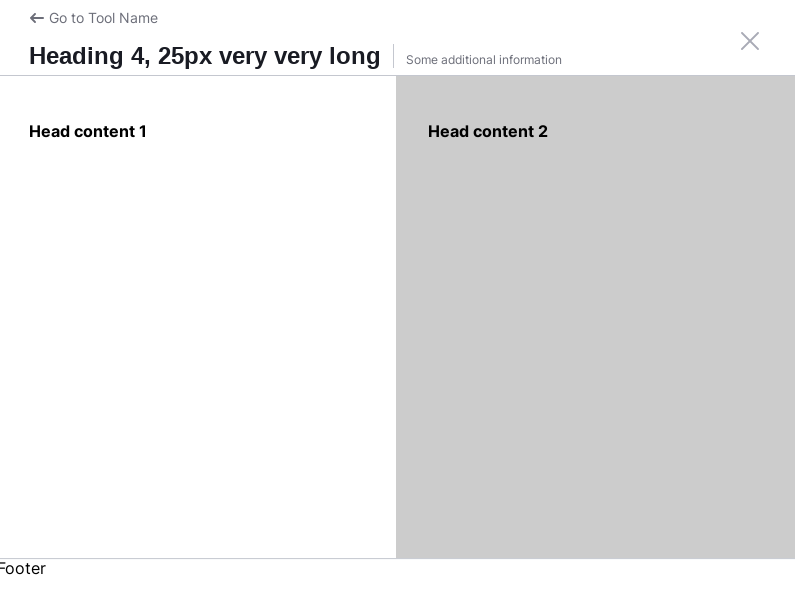 Go to Tool Name
Heading 4, 25px very very long
Some additional information
Head content 1
Head content 2
Footer